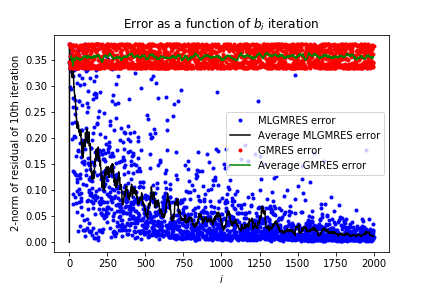 Error as a function of b_i iteration
2-norm of residual of 10th iteration
0.35
0.30
0.25
0.20
0.15
0.10
0.05
0.00
MLGMRES error
Average MLGMRES error
GMRES error
Average GMRES error
0 250 500 750 1000 1250 1500 1750 2000
i